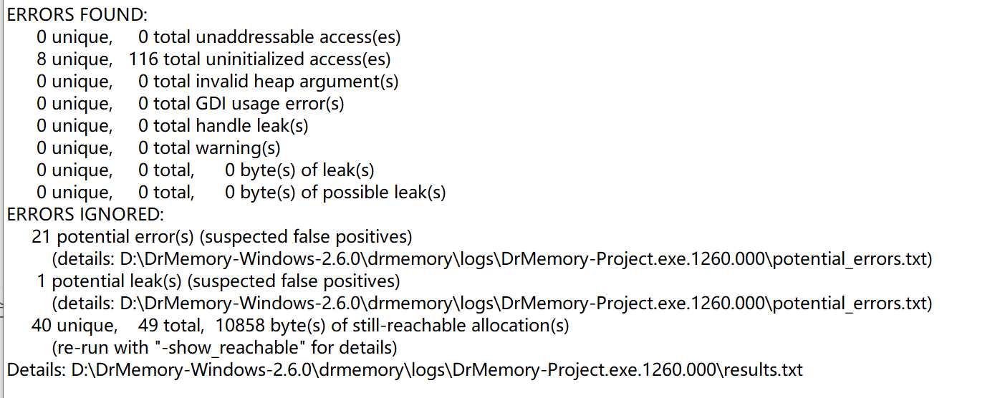 ERRORS FOUND:
0 unique, 0 total unaddressable access(es)
8 unique, 116 total uninitialized access(es)
0 unique, 0 total invalid heap argument(s)
0 unique, 0 total GDI usage error(s)
0 unique, 0 total handle leak(s)
0 unique, 0 total warning(s)
0 unique, 0 total, 0 byte(s) of leak(s)
0 unique, 0 total, 0 byte(s) of possible leak(s)
ERRORS IGNORED:
21 potential error(s) (suspected false positives)
(details: D:\DrMemory-Windows-2.6.0\drmemory\logs\DrMemory-Project.exe.1260.000\potential_errors.txt)
1 potential leak(s) (suspected false positives)
(details: D:\DrMemory-Windows-2.6.0\drmemory\logs\DrMemory-Project.exe.1260.000\potential_errors.txt)
40 unique, 49 total, 10858 byte(s) of still-reachable allocation(s)
(re-run with "-show_reachable" for details)
Details: D:\DrMemory-Windows-2.6.0\drmemory\logs\DrMemory-Project.exe.1260.000\results.txt